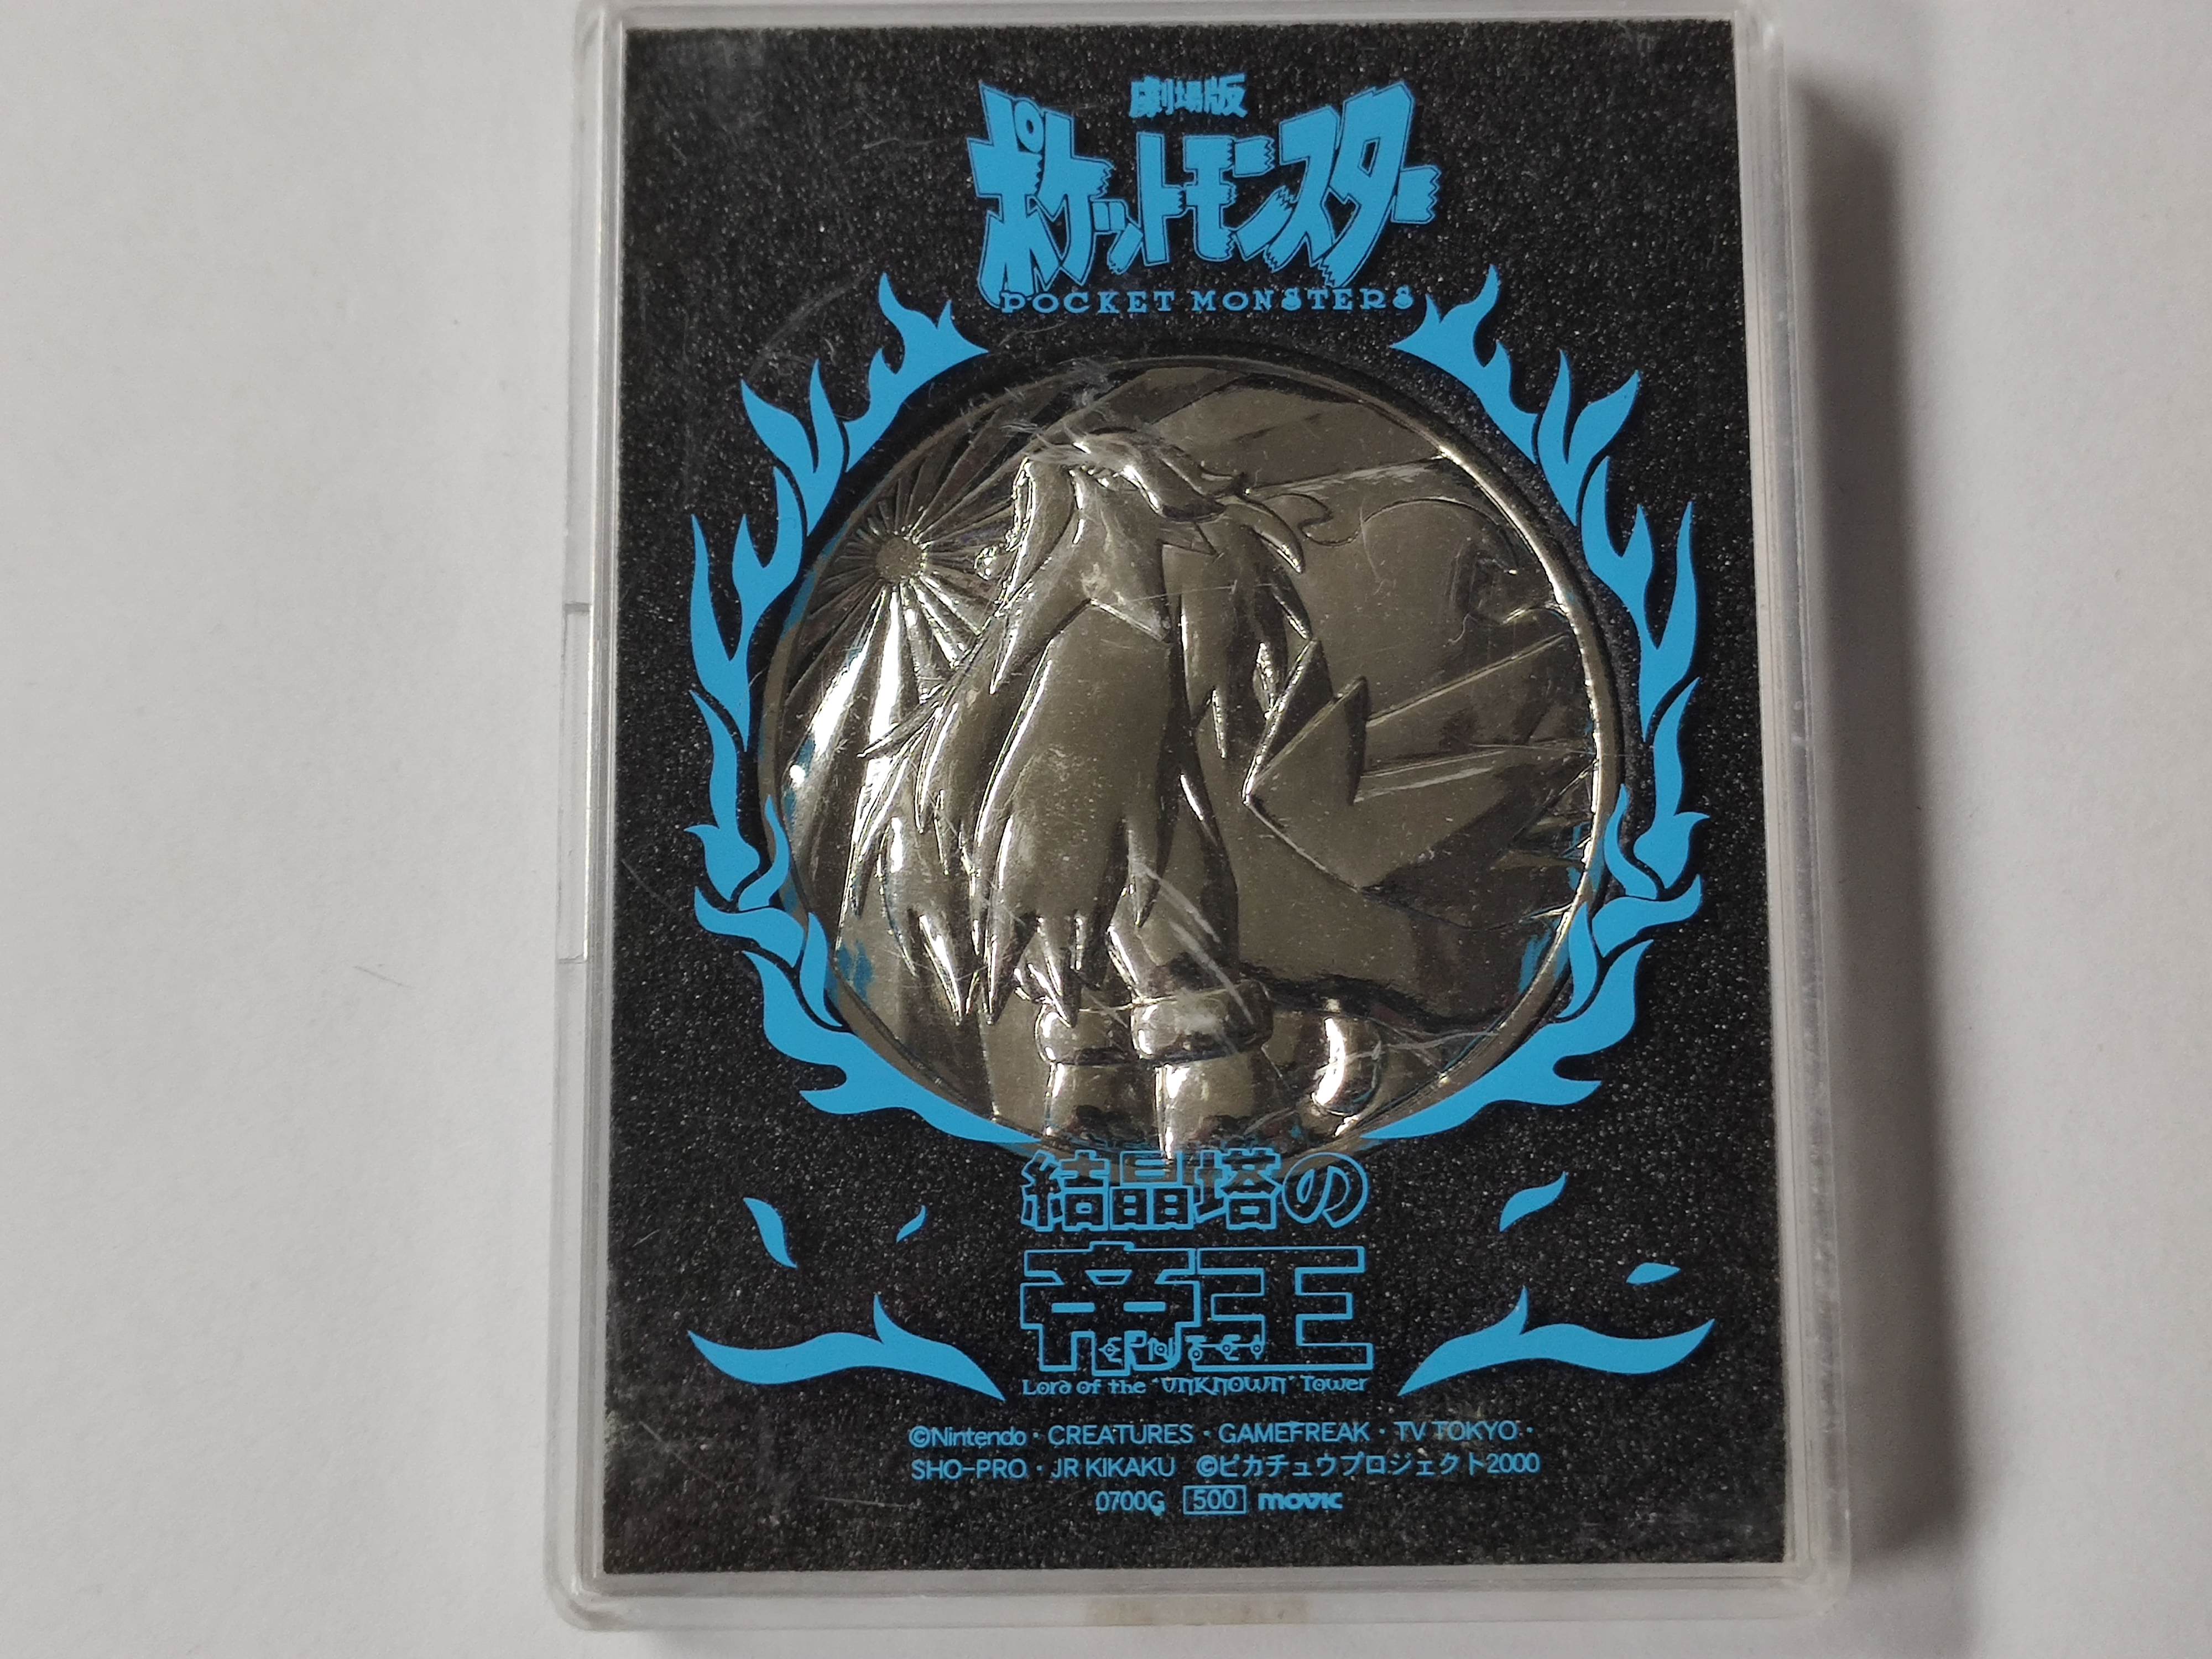 劇場版
ポケットモンスター
POCKET MONSTERS
結晶塔の
帝王
ENTEI
Lord of the "UNKNOWN" Tower
©Nintendo・CREATURES・GAMEFREAK・TV TOKYO・
SHO-PRO・JR KIKAKU ©ピカチュウプロジェクト2000
0700G 500 movic